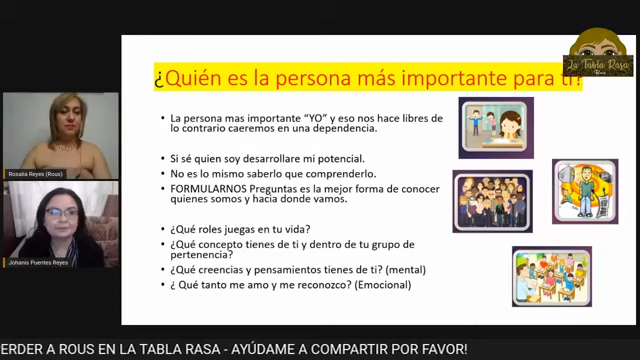 ¿Quién es la persona más importante para ti?
La Tabla Rasa
Rous
• La persona mas importante “YO” y eso nos hace libres de
lo contrario caeremos en una dependencia.
• Si sé quien soy desarrollare mi potencial.
• No es lo mismo saberlo que comprenderlo.
• FORMULARNOS Preguntas es la mejor forma de conocer
quienes somos y hacia donde vamos.
• ¿Qué roles juegas en tu vida?
• ¿Qué concepto tienes de ti y dentro de tu grupo de
pertenencia?
• ¿Qué creencias y pensamientos tienes de ti? (mental)
• ¿ Qué tanto me amo y me reconozco? (Emocional)
Rosalia Reyes (Rous)
Johanis Puentes Reyes
ERDER A ROUS EN LA TABLA RASA - AYÚDAME A COMPARTIR POR FAVOR!